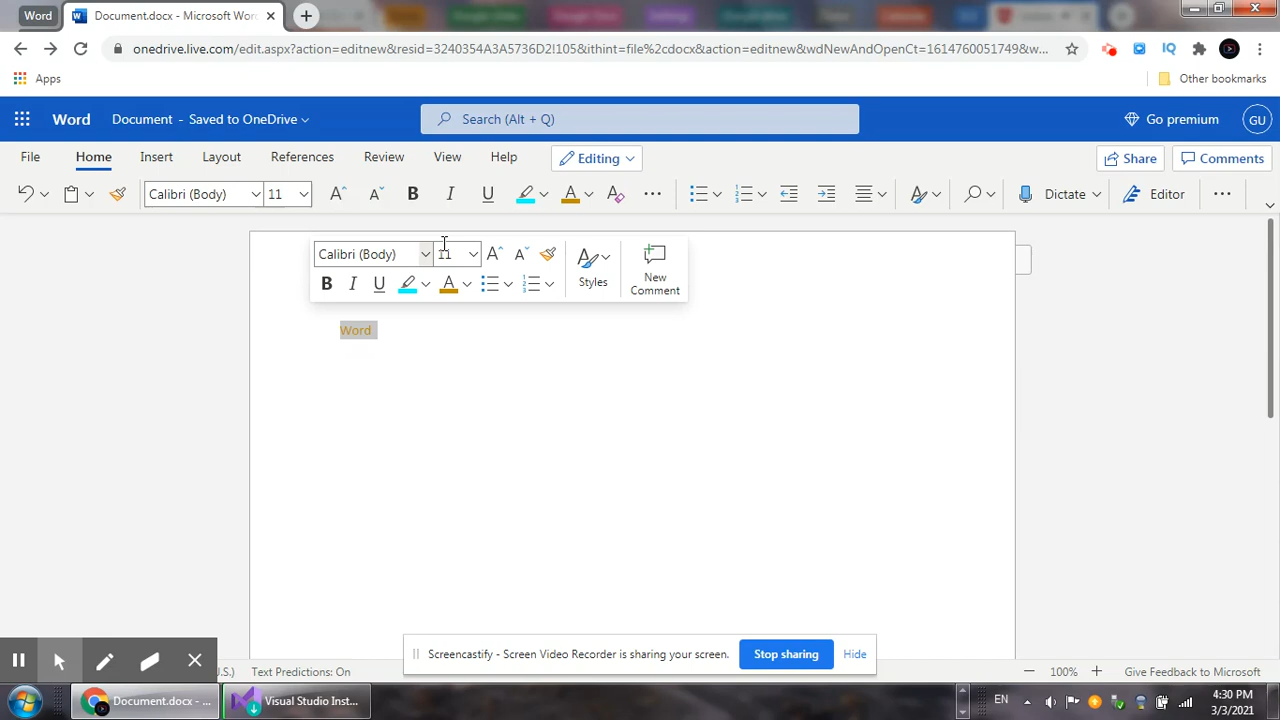 Word
Document.docx - Microsoft Word
onedrive.live.com/edit.aspx?action=editnew&resid=3240354A3A5736D2!105&ithint=file%2cdocx&action=editnew&wdNewAndOpenCt=1614760051749&w...
IQ
Apps
Other bookmarks
Word
Document - Saved to OneDrive
Search (Alt + Q)
Go premium
GU
File
Home
Insert
Layout
References
Review
View
Help
Editing
Share
Comments
Calibri (Body)
11
Dictate
Editor
Calibri (Body)
11
Styles
New
Comment
Word
Screencastify - Screen Video Recorder is sharing your screen.
Stop sharing
Hide
.S.)
Text Predictions: On
100%
Give Feedback to Microsoft
Document.docx - ...
Visual Studio Inst...
EN
4:30 PM
3/3/2021